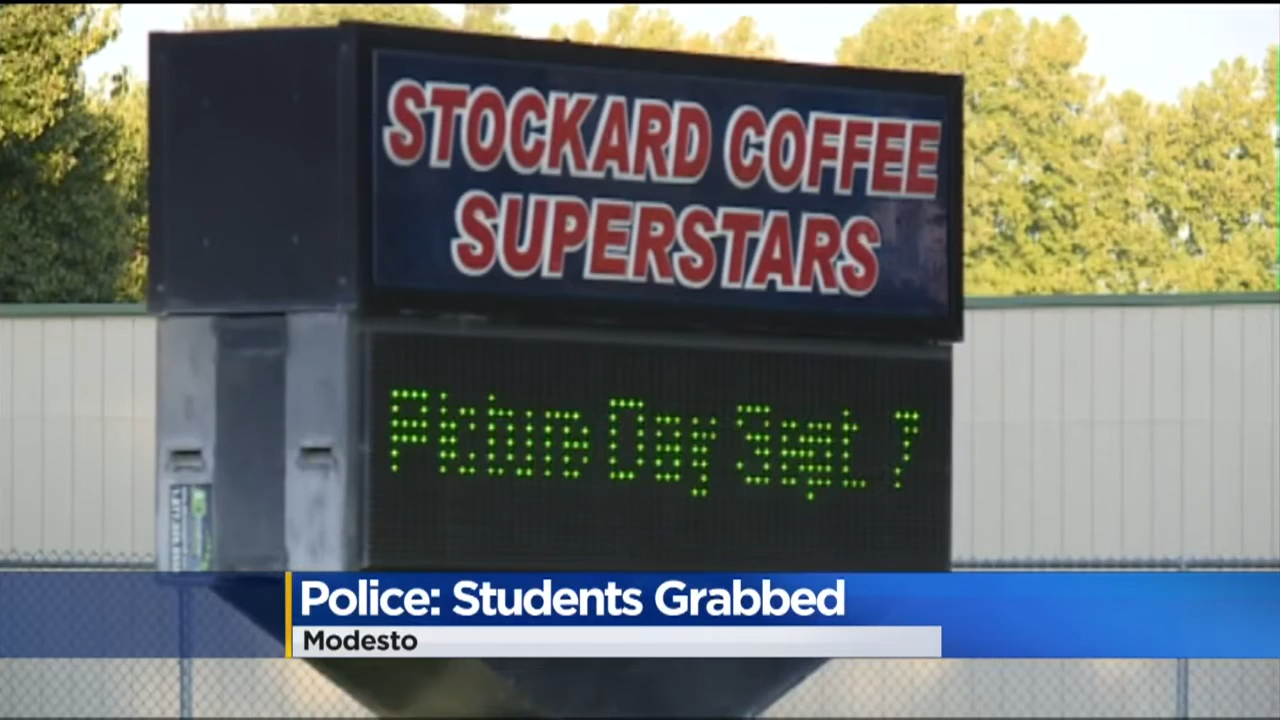 STOCKARD COFFEE
SUPERSTARS
Picture Day Sept. 7
Police: Students Grabbed
Modesto